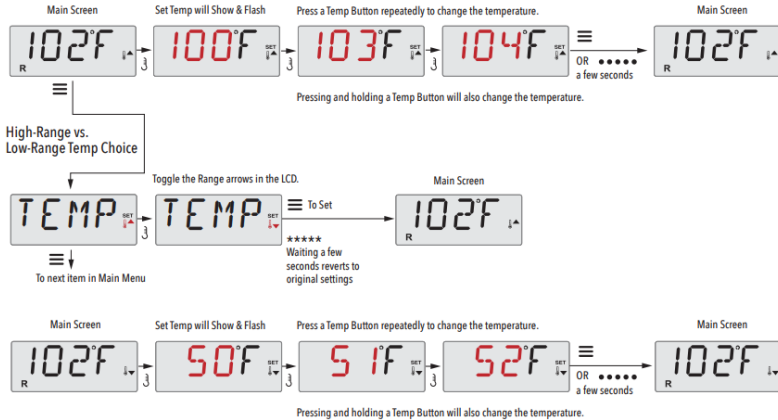 Main Screen
Set Temp will Show & Flash
Press a Temp Button repeatedly to change the temperature.
Main Screen
102°F
R
100°F
SET
103°F
SET
104°F
SET
OR •••••
a few seconds
102°F
R
Pressing and holding a Temp Button will also change the temperature.
High-Range vs.
Low-Range Temp Choice
Toggle the Range arrows in the LCD.
Main Screen
TEMP
SET
TEMP
SET
To Set
*****
Waiting a few
seconds reverts to
original settings
102°F
R
To next item in Main Menu
Main Screen
Set Temp will Show & Flash
Press a Temp Button repeatedly to change the temperature.
Main Screen
102°F
R
50°F
SET
51°F
SET
52°F
SET
OR •••••
a few seconds
102°F
R
Pressing and holding a Temp Button will also change the temperature.